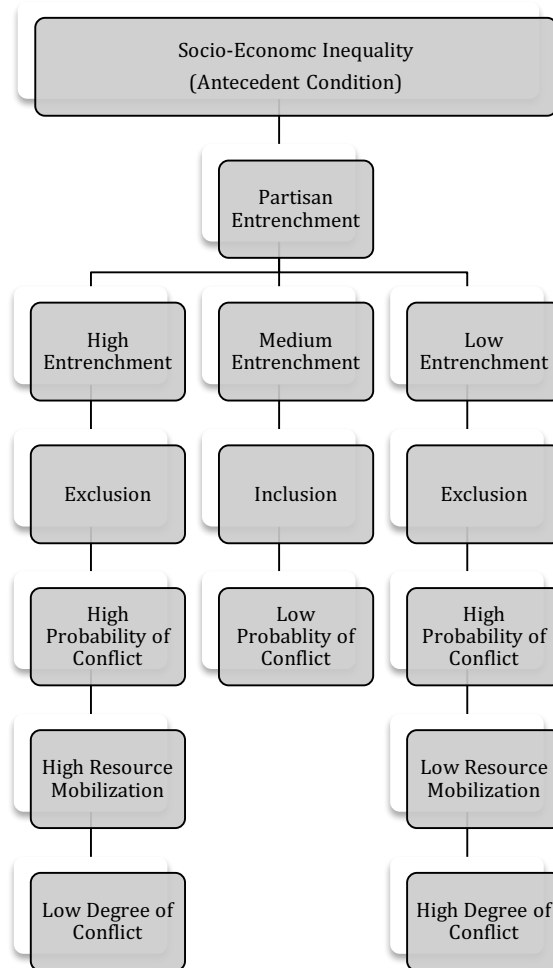 Socio-Economc Inequality
(Antecedent Condition)
Partisan
Entrenchment
High
Entrenchment
Medium
Entrenchment
Low
Entrenchment
Exclusion
Inclusion
Exclusion
High
Probability of
Conflict
Low
Probablity of
Conflict
High
Probability of
Conflict
High Resource
Mobilization
Low Resource
Mobilization
Low Degree of
Conflict
High Degree of
Conflict